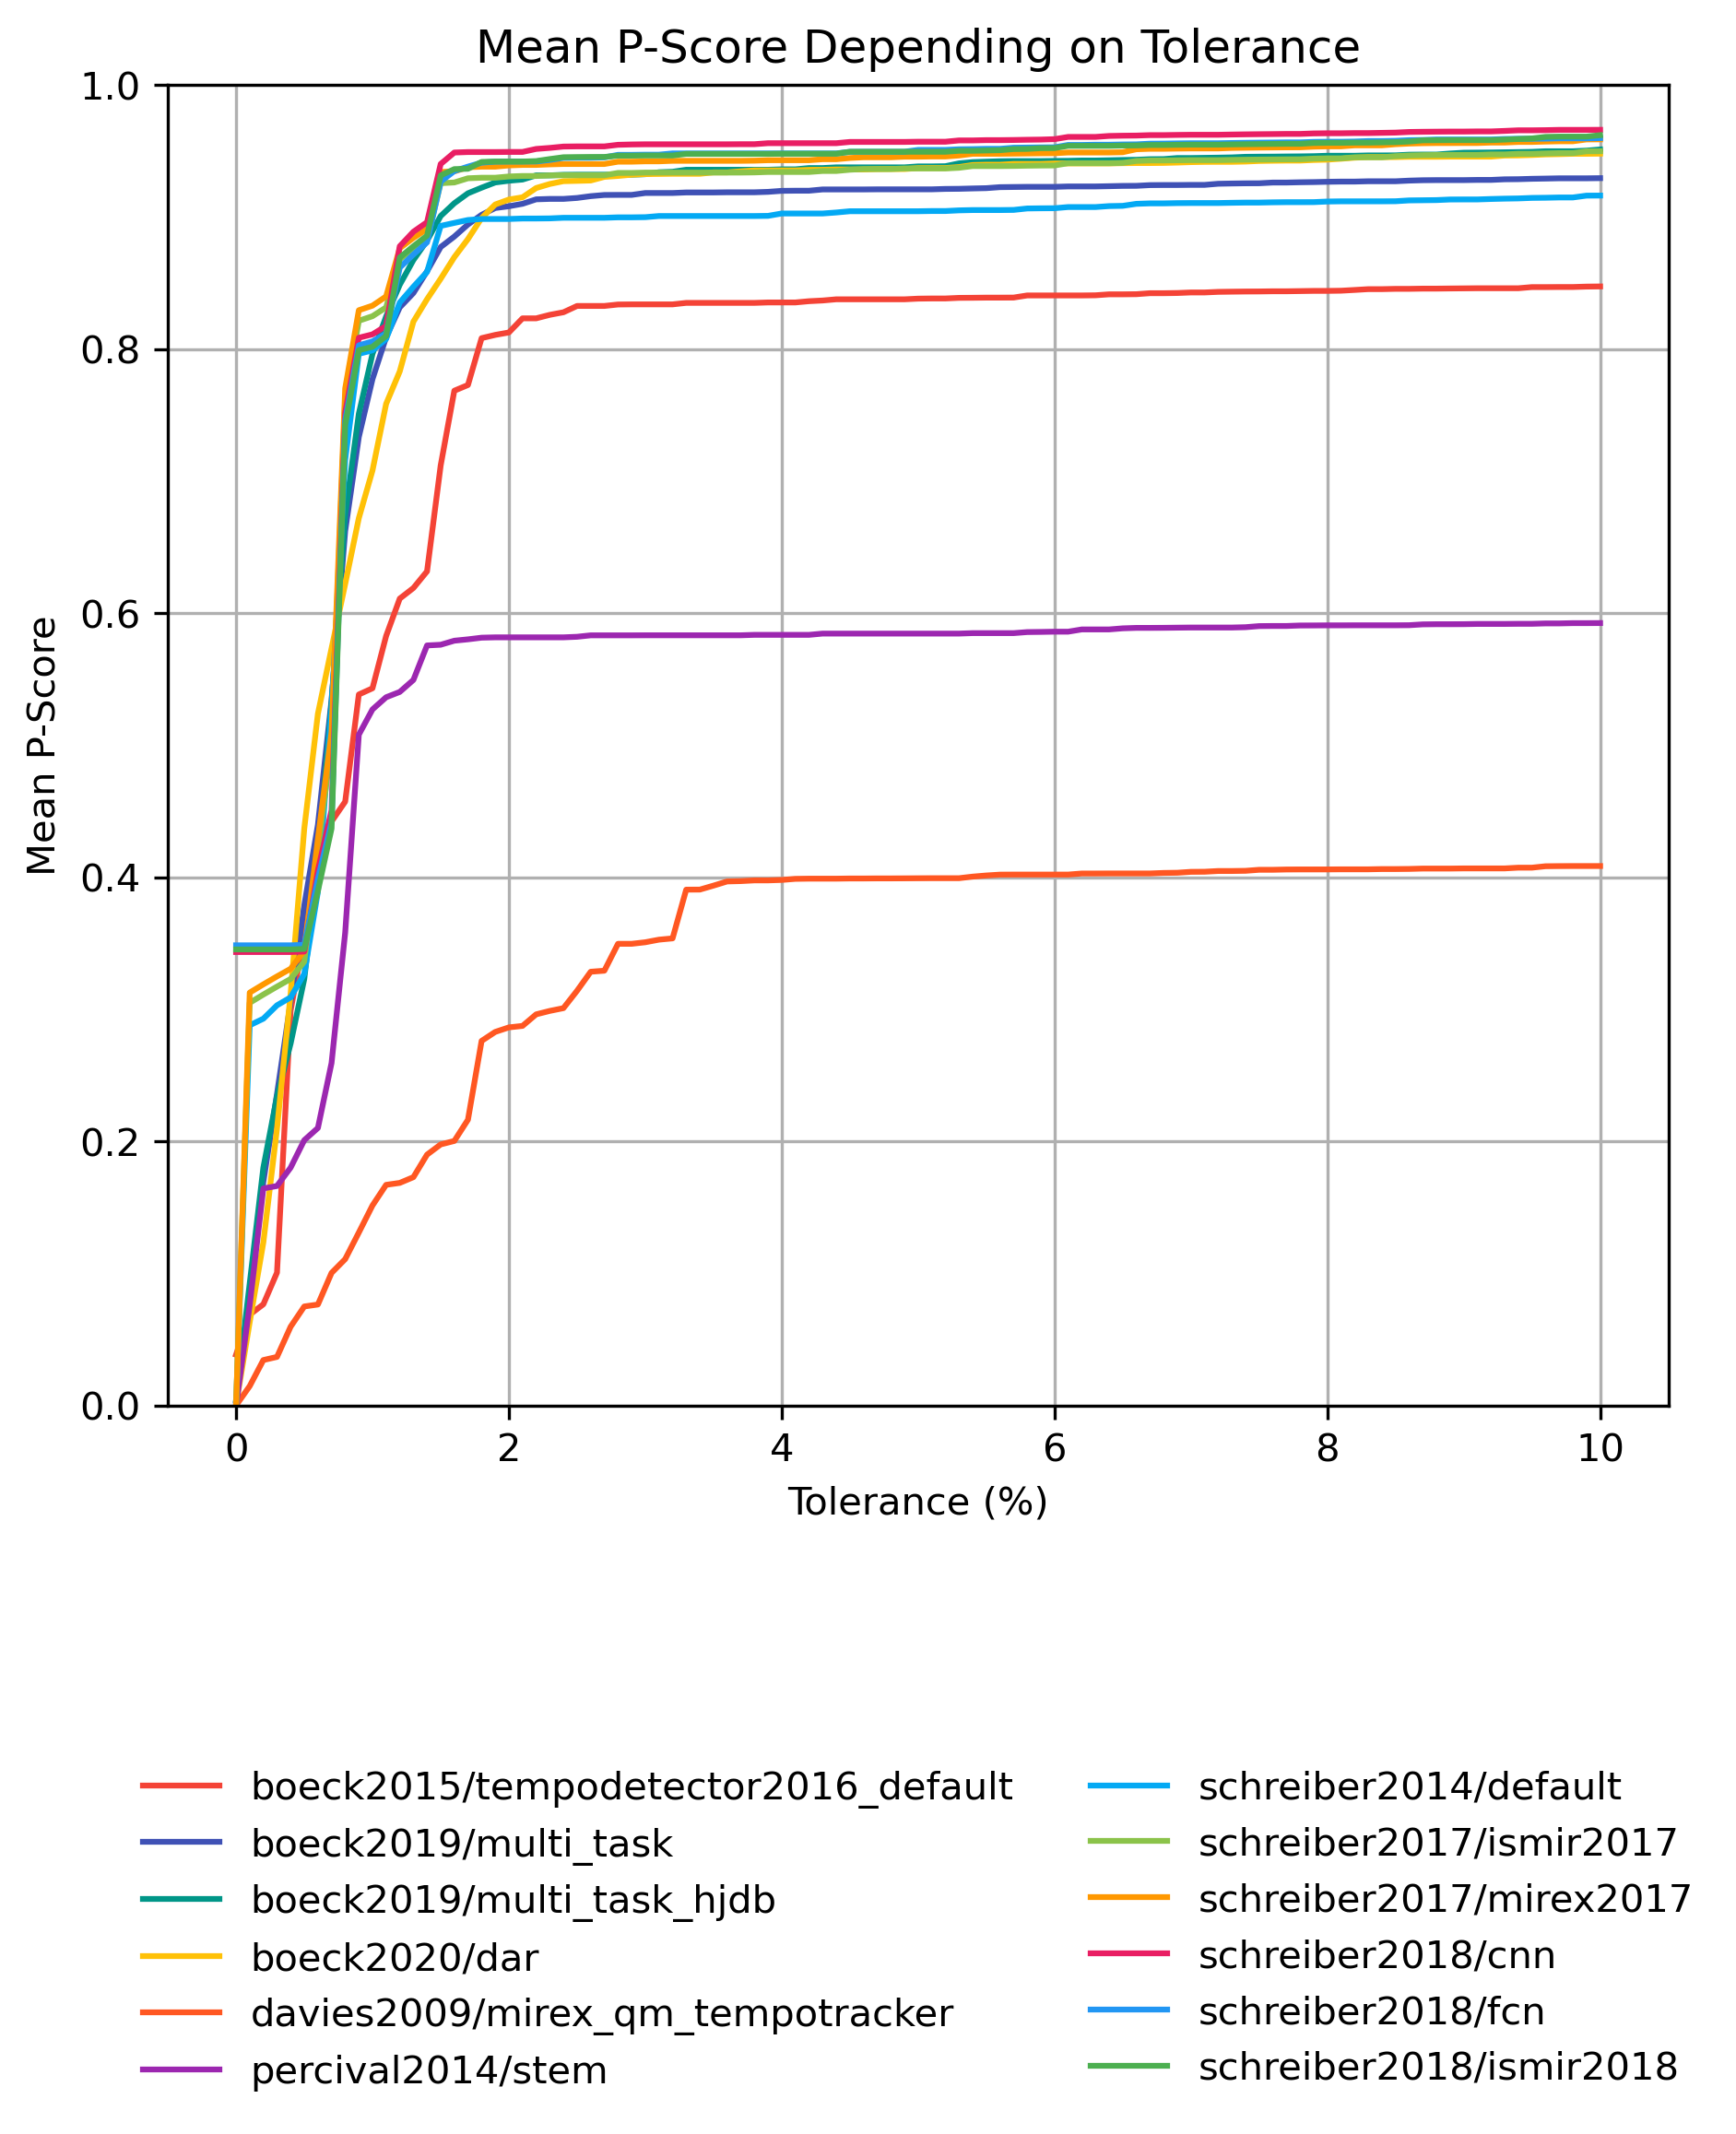 Mean P-Score Depending on Tolerance
1.0
0.8
0.6
0.4
0.2
0.0
Mean P-Score
0 2 4 6 8 10
Tolerance (%)
boeck2015/tempodetector2016_default
boeck2019/multi_task
boeck2019/multi_task_hjdb
boeck2020/dar
davies2009/mirex_qm_tempotracker
percival2014/stem
schreiber2014/default
schreiber2017/ismir2017
schreiber2017/mirex2017
schreiber2018/cnn
schreiber2018/fcn
schreiber2018/ismir2018